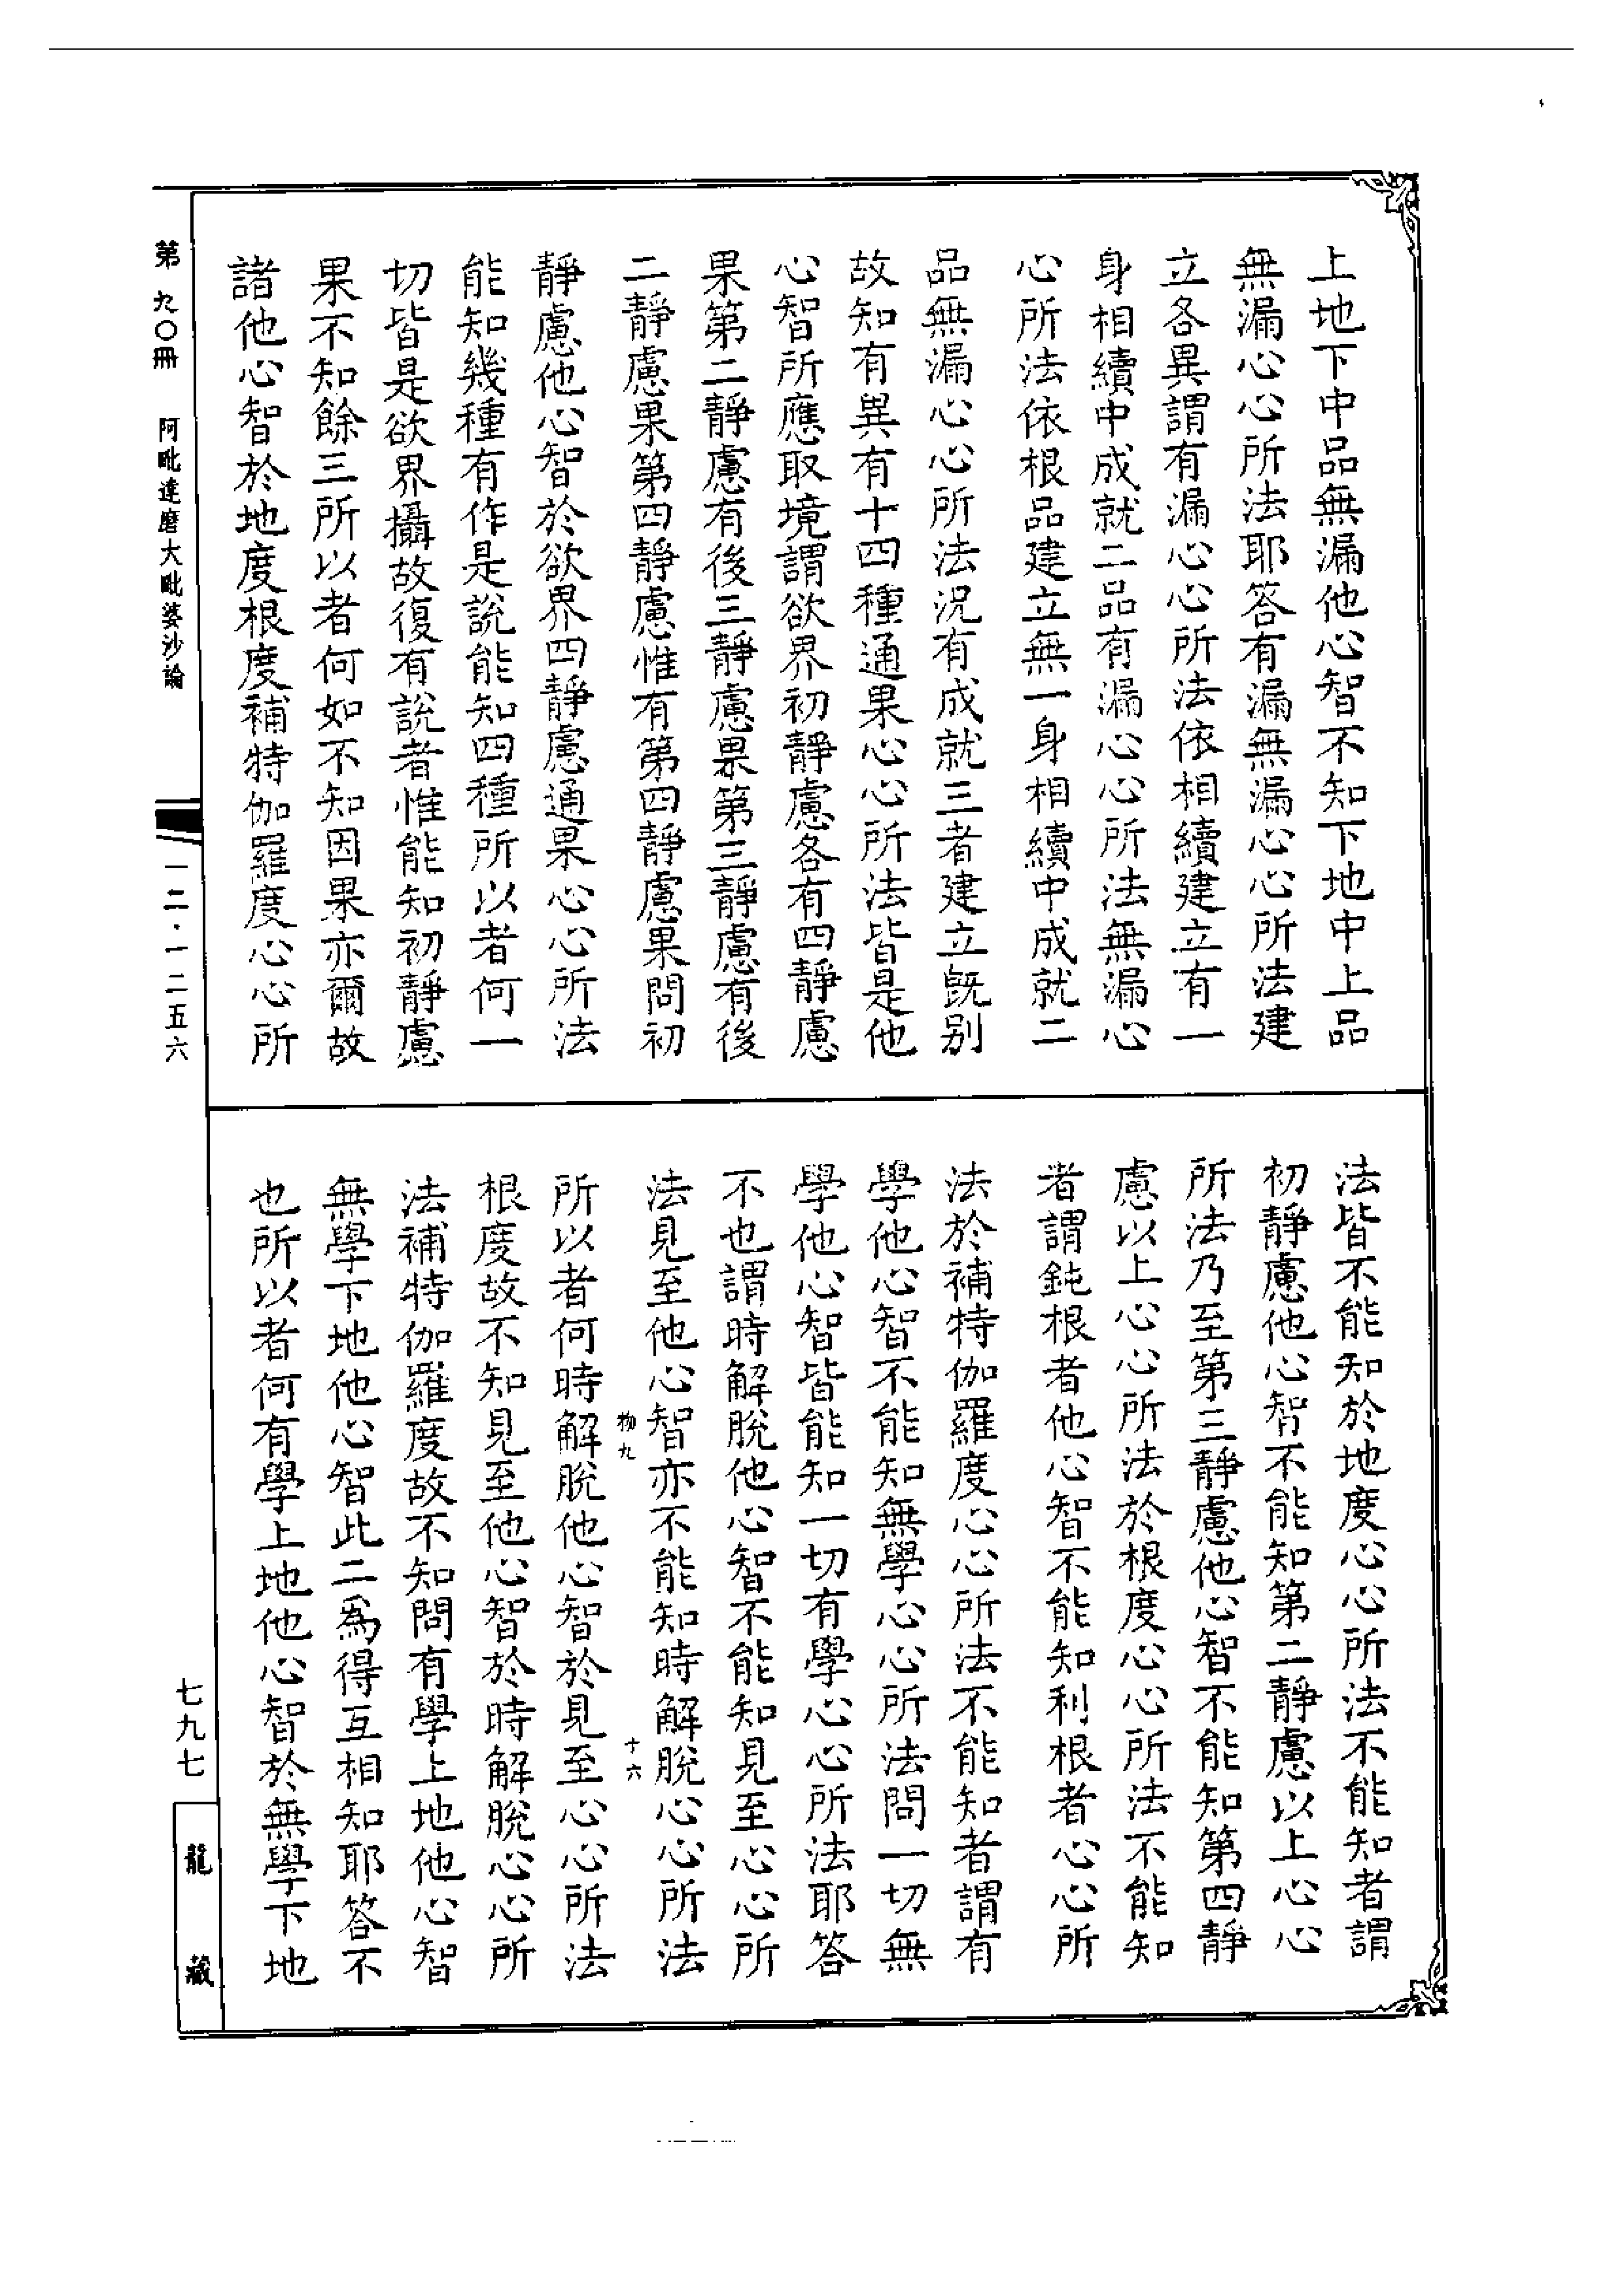 上地下中品無漏他心智不知下地中上品
無漏心心所法耶答有漏無漏心心所法建
立各異謂有漏心心所法依相續建立有一
身相續中成就二品有漏心心所法無漏心
心所法依根品建立無一身相續中成就二
品無漏心心所法況有成就三者建立既别
故知有異有十四種通果心心所法皆是他
心智所應取境謂欲界初靜慮各有四靜慮
果第二靜慮有後三靜慮果第三靜慮有後
二靜慮果第四靜慮惟有第四靜慮果問初
靜慮他心智於欲界四靜慮通果心心所法
能知幾種有作是説能知四種所以者何一
切皆是欲界攝故復有説者惟能知初靜慮
果不知餘三所以者何如不知因果亦爾故
諸他心智於地度根度補特伽羅度心心所
法皆不能知於地度心心所法不能知者謂
初靜慮他心智不能知第二靜慮以上心心
所法乃至第三靜慮他心智不能知第四靜
慮以上心心所法於根度心心所法不能知
者謂鈍根者他心智不能知利根者心心所
法於補特伽羅度心心所法不能知者謂有
學他心智不能知無學心心所法問一切無
學他心智皆能知一切有學心心所法耶答
不也謂時解脫他心智不能知見至心心所
法見至他心智亦不能知時解脫心心所法
物九
十六
所以者何時解脫他心智於見至心心所法
根度故不知見至他心智於時解脫心心所
法補特伽羅度故不知問有學上地他心智
無學下地他心智此二爲得互相知耶答不
也所以者何有學上地他心智於無學下地
第九〇冊
阿毗達磨大毗婆沙論
一二·一二五六
七九七
龍藏